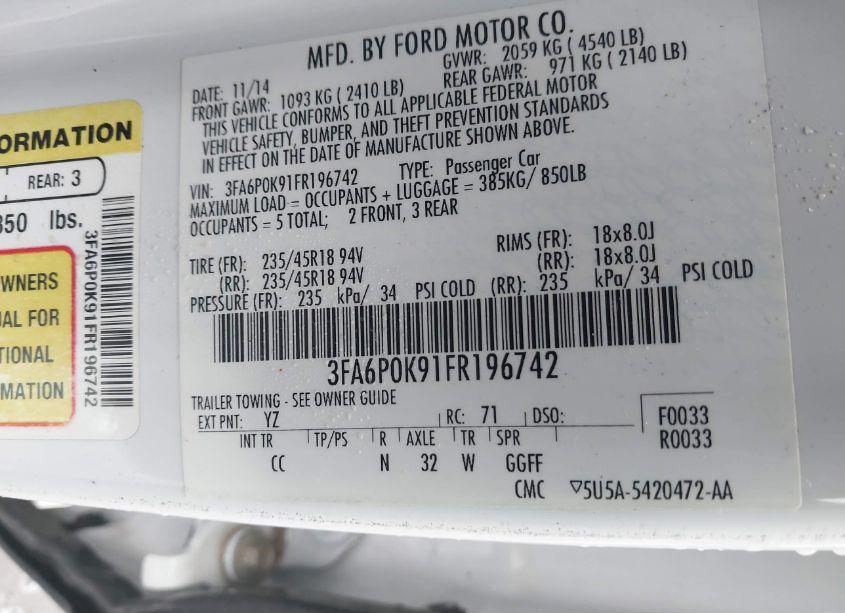 ORMATION
REAR: 3
850 lbs.
WNERS
UAL FOR
TIONAL
RMATION
3FA6P0K91FR196742
MFD. BY FORD MOTOR CO.
DATE: 11/14 GVWR: 2059 KG ( 4540 LB)
FRONT GAWR: 1093 KG ( 2410 LB) REAR GAWR: 971 KG ( 2140 LB)
THIS VEHICLE CONFORMS TO ALL APPLICABLE FEDERAL MOTOR
VEHICLE SAFETY, BUMPER, AND THEFT PREVENTION STANDARDS
IN EFFECT ON THE DATE OF MANUFACTURE SHOWN ABOVE.
VIN: 3FA6P0K91FR196742 TYPE: Passenger Car
MAXIMUM LOAD = OCCUPANTS + LUGGAGE = 385KG/ 850LB
OCCUPANTS = 5 TOTAL; 2 FRONT, 3 REAR
TIRE (FR): 235/45R18 94V RIMS (FR): 18x8.0J
(RR): 235/45R18 94V (RR): 18x8.0J
PRESSURE (FR): 235 kPa/ 34 PSI COLD (RR): 235 kPa/ 34 PSI COLD
3FA6P0K91FR196742
TRAILER TOWING - SEE OWNER GUIDE
EXT PNT: YZ RC: 71 DSO: F0033
INT TR TP/PS R AXLE TR SPR R0033
CC N 32 W GGFF
CMC ▽5U5A-5420472-AA